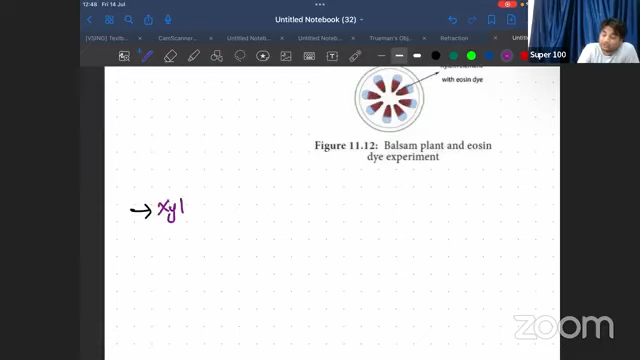 12:48 Fri 14 Jul
Untitled Notebook (32)
[VSING] Textb
CamScanner
Untitled Noteb
Untitled Noteb
Trueman's Obj
Refraction
Untit
Super 100
with eosin dye
Figure 11.12: Balsam plant and eosin
dye experiment
→ xyl
zoom